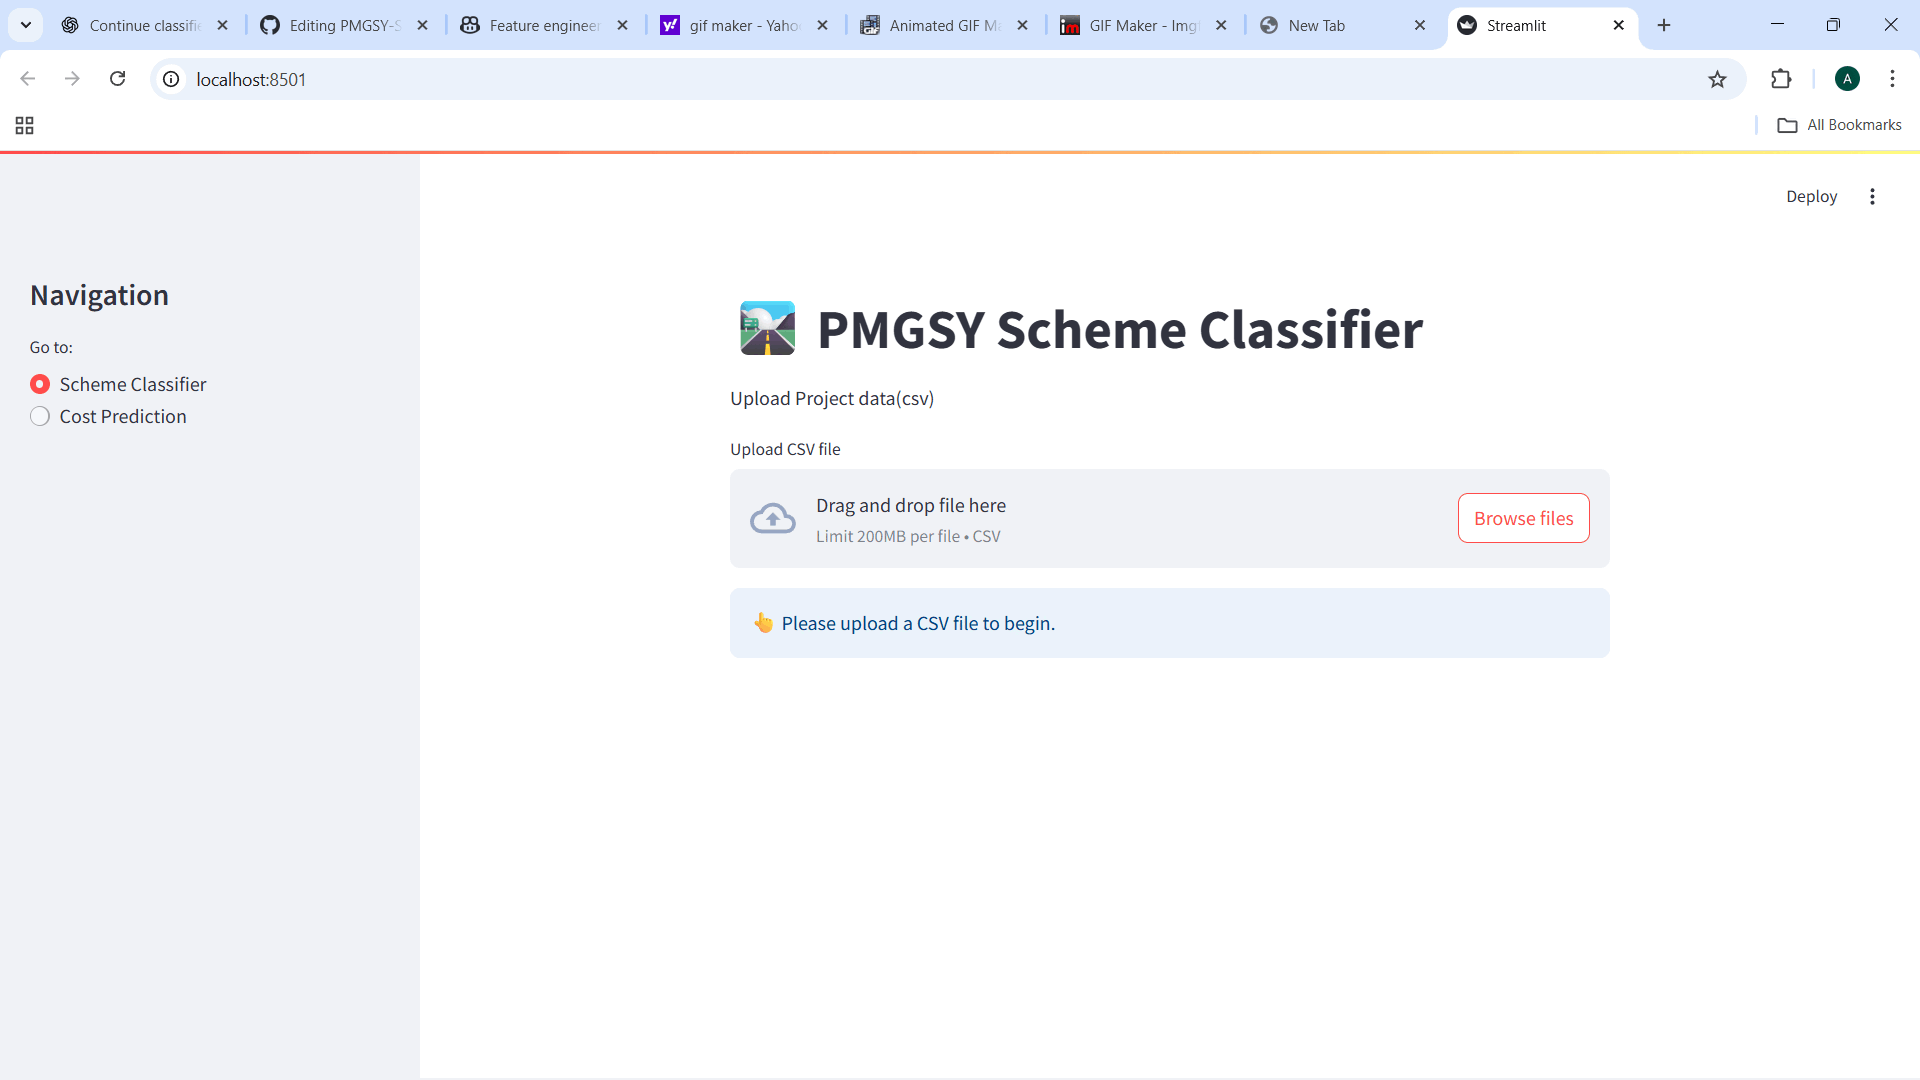 Continue classifie
Editing PMGSY-S
Feature engineer
gif maker - Yaho
Animated GIF Ma
GIF Maker - Img
New Tab
Streamlit
localhost:8501
A
All Bookmarks
Deploy
Navigation
Go to:
Scheme Classifier
Cost Prediction
PMGSY Scheme Classifier
Upload Project data(csv)
Upload CSV file
Drag and drop file here
Limit 200MB per file • CSV
Browse files
👆 Please upload a CSV file to begin.